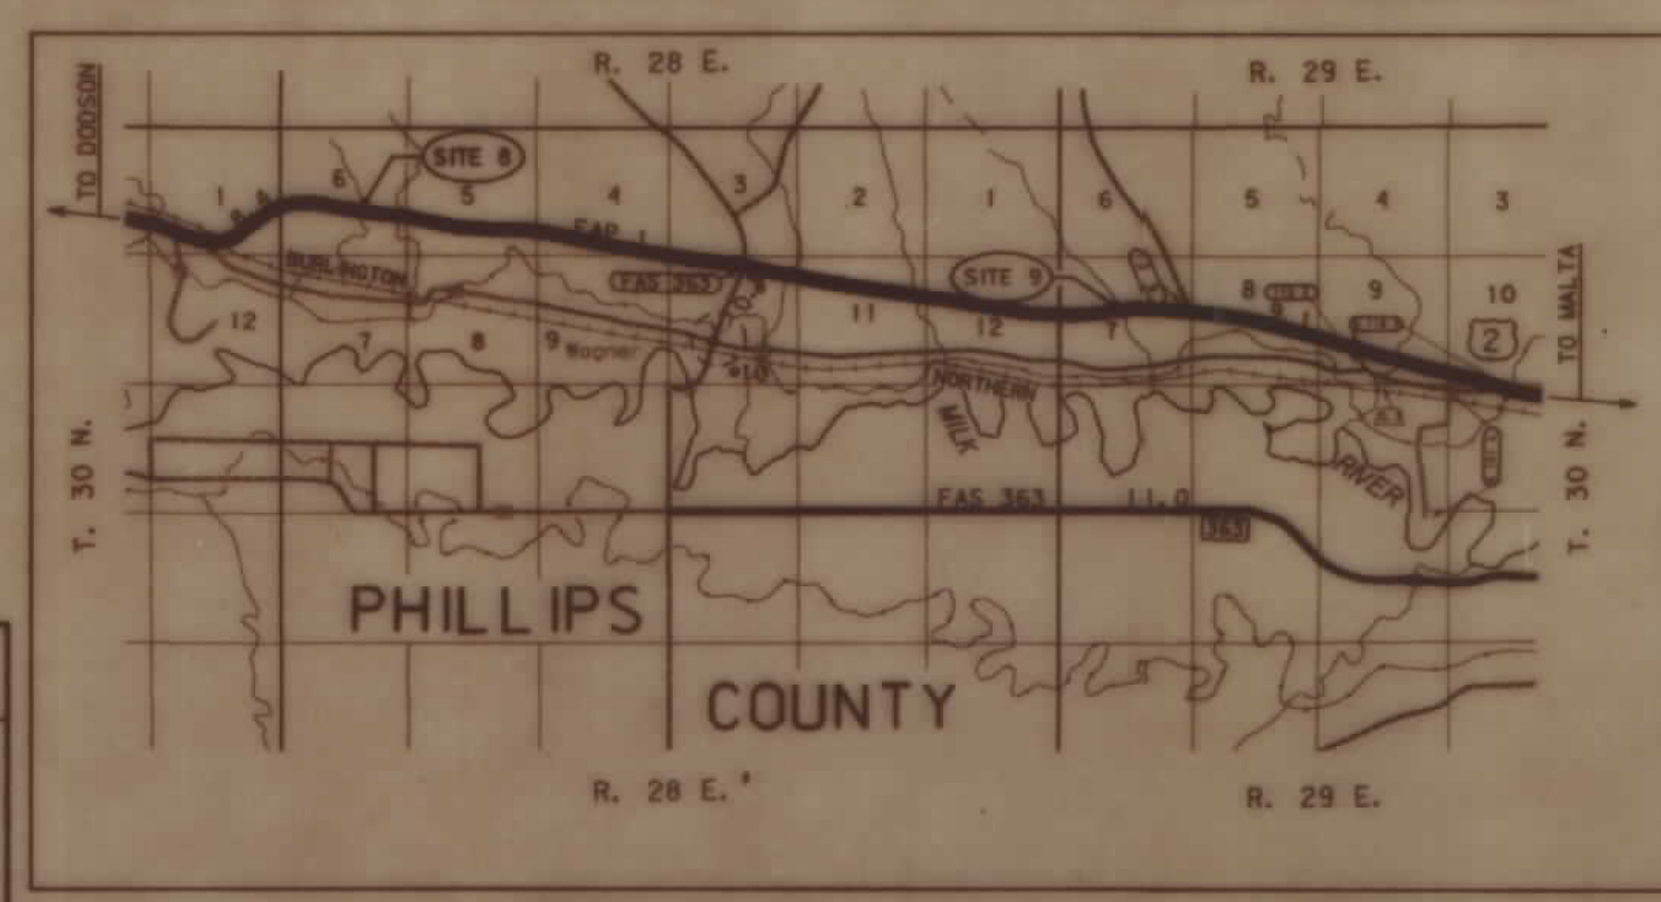 R. 28 E.
R. 29 E.
TO DODSON
SITE 8
1
6
5
4
3
2
1
6
5
4
3
FAP 1
BURLINGTON
FAS 363
SITE 9
12
7
8
9
Wagner
10
11
12
7
8
9
10
2
TO MALTA
NORTHERN
MILK
RIVER
T. 30 N.
T. 30 N.
FAS 363
11.0
363
PHILLIPS
COUNTY
R. 28 E.
R. 29 E.